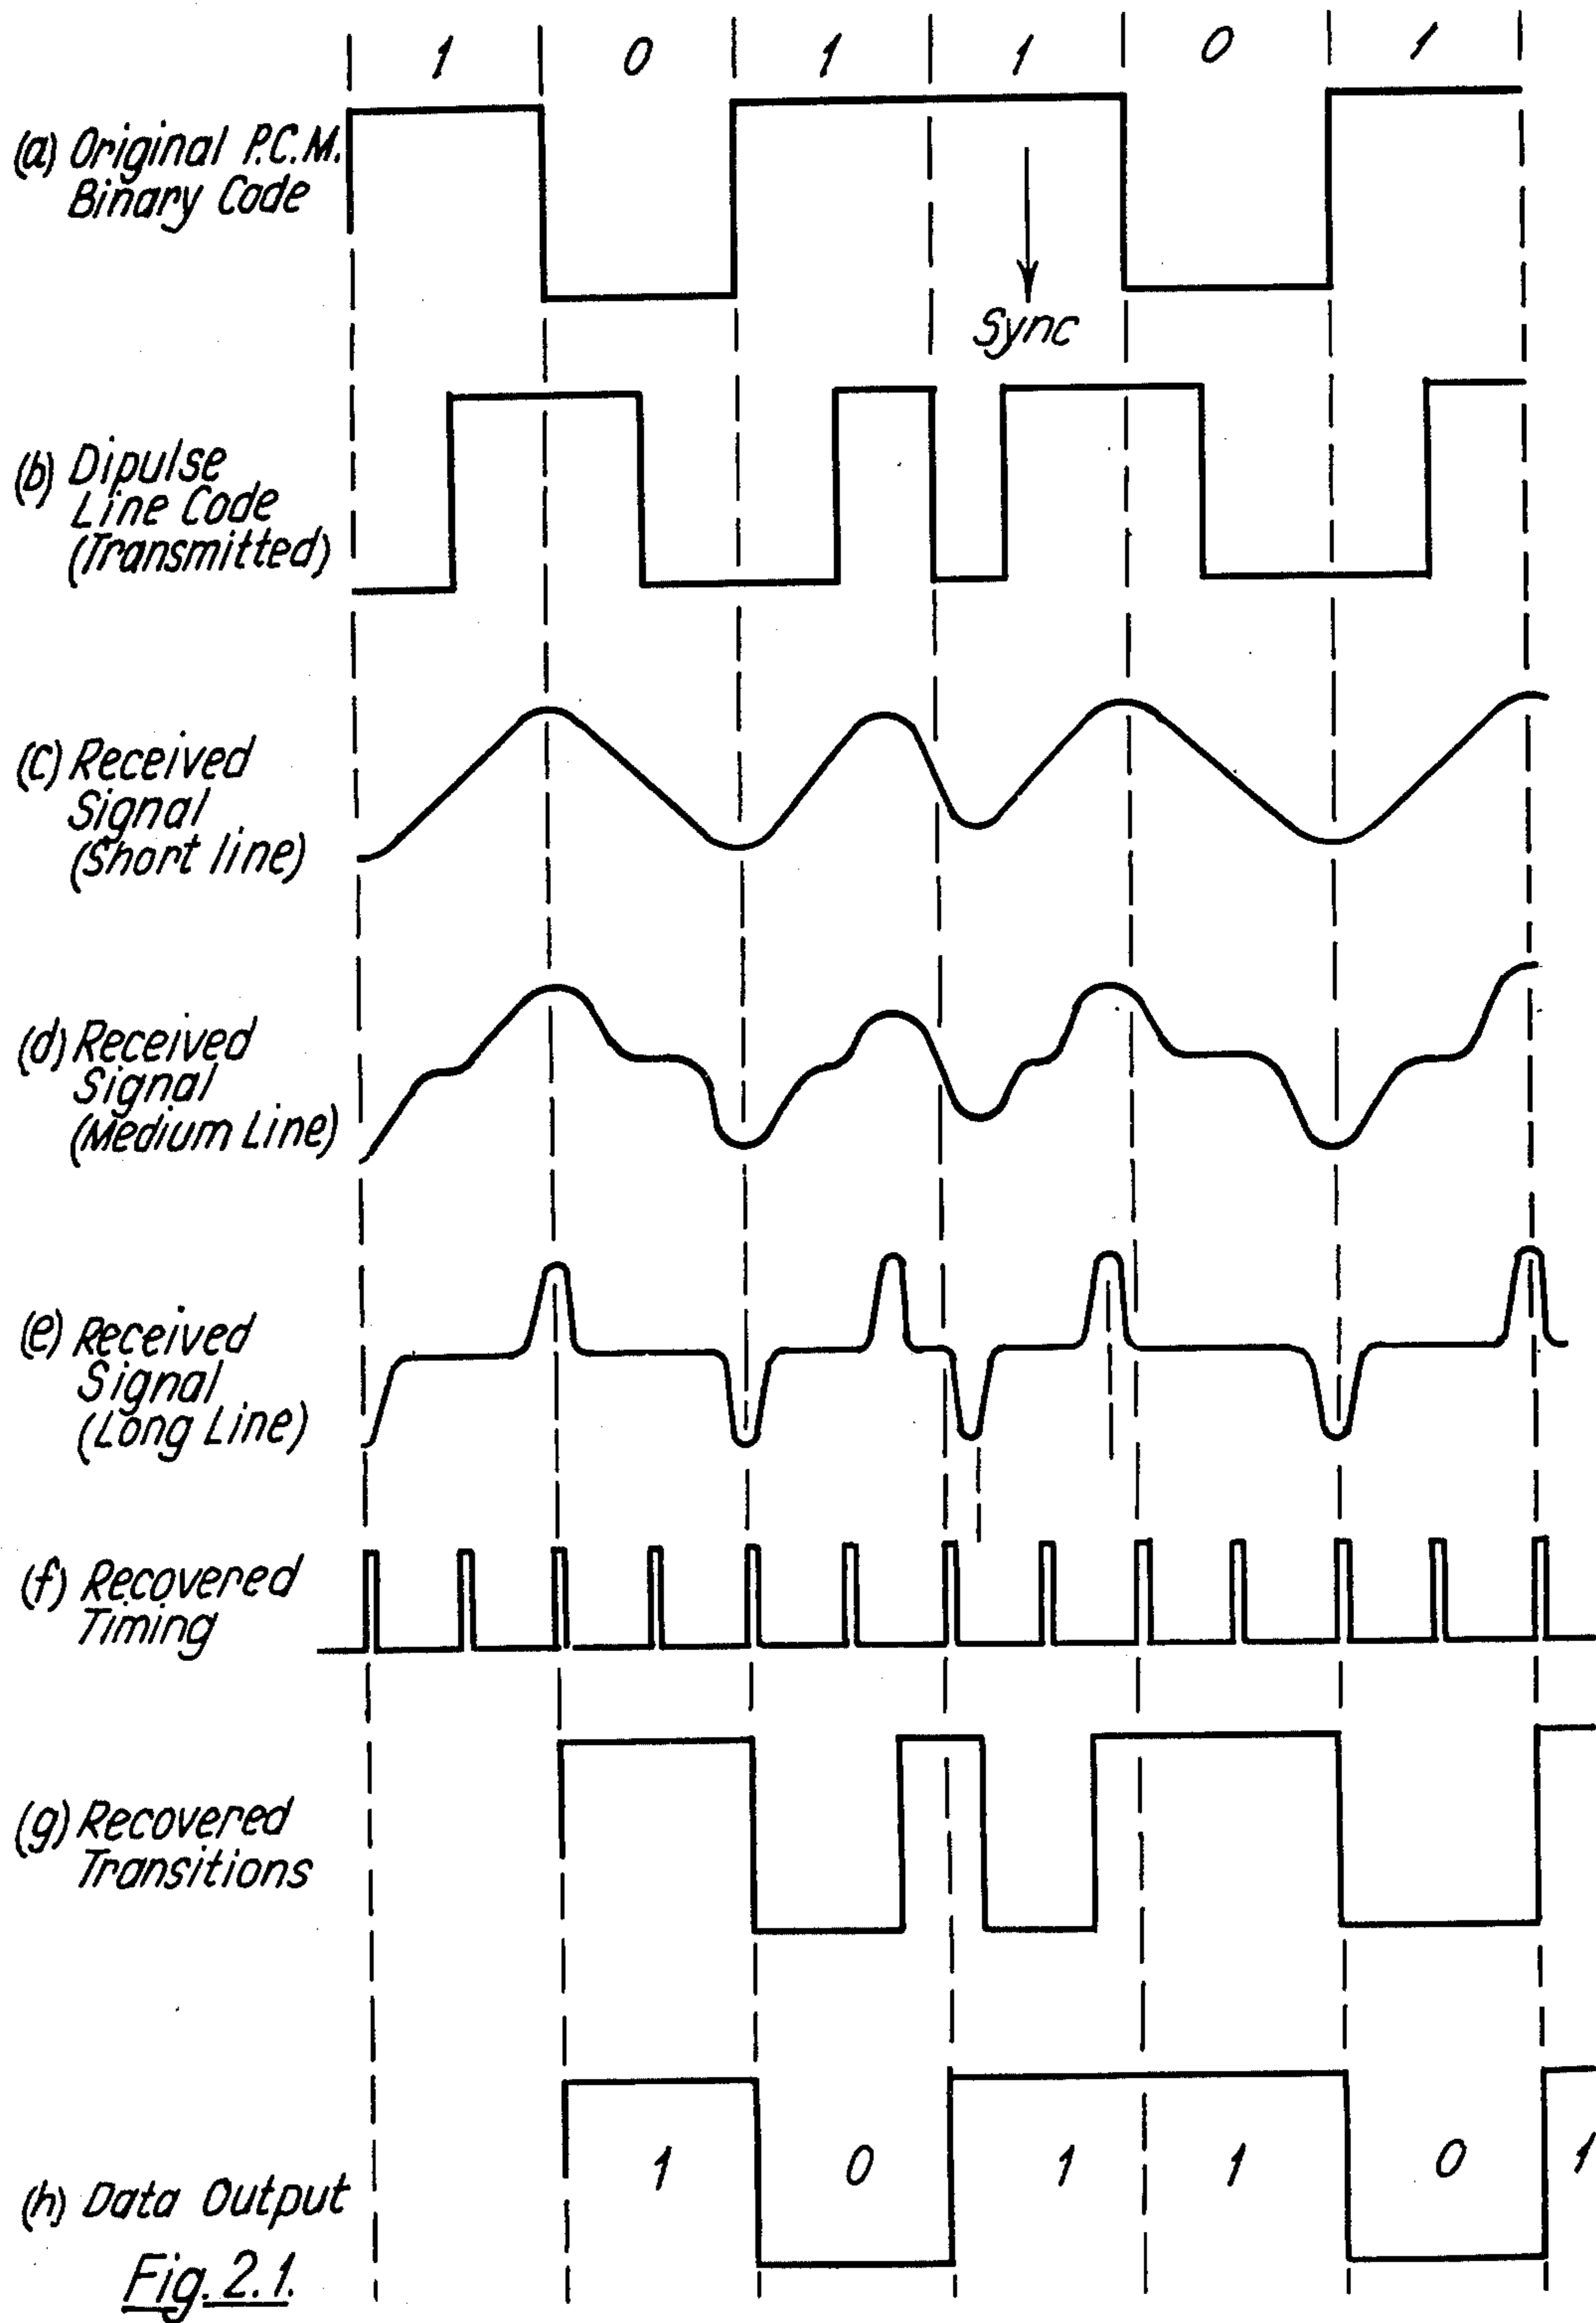 1 0 1 1 0 1
(a) Original P.C.M.
Binary Code
Sync
(b) Dipulse
Line Code
(Transmitted)
(c) Received
Signal
(Short line)
(d) Received
Signal
(Medium Line)
(e) Received
Signal
(Long Line)
(f) Recovered
Timing
(g) Recovered
Transitions
1 0 1 1 0 1
(h) Data Output
Fig. 2.1.